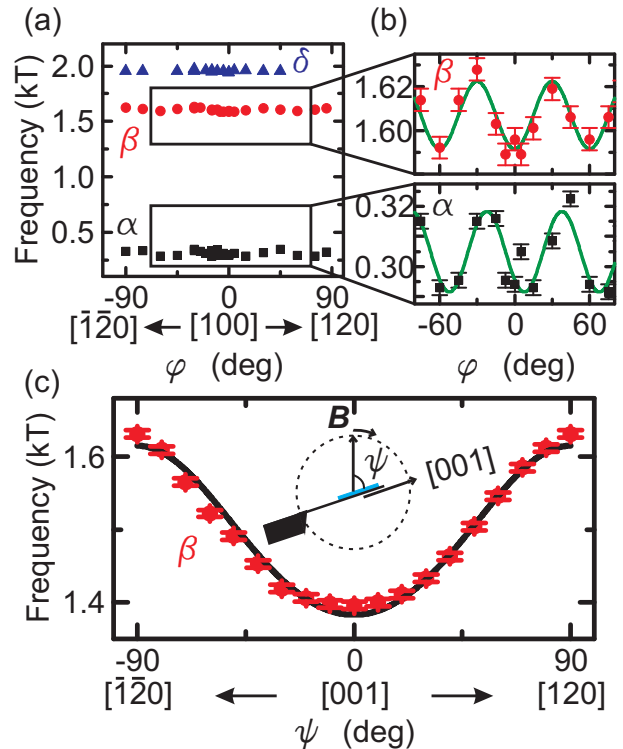 (a)
(b)
Frequency (kT)
2.0
1.5
1.0
0.5
δ
β
α
-90
0
90
[1̅2̅0]
[100]
[120]
φ (deg)
β
1.62
1.60
α
0.32
0.30
-60
0
60
φ (deg)
(c)
Frequency (kT)
1.6
1.4
β
B
ψ
[001]
-90
0
90
[1̅2̅0]
[001]
[120]
ψ (deg)